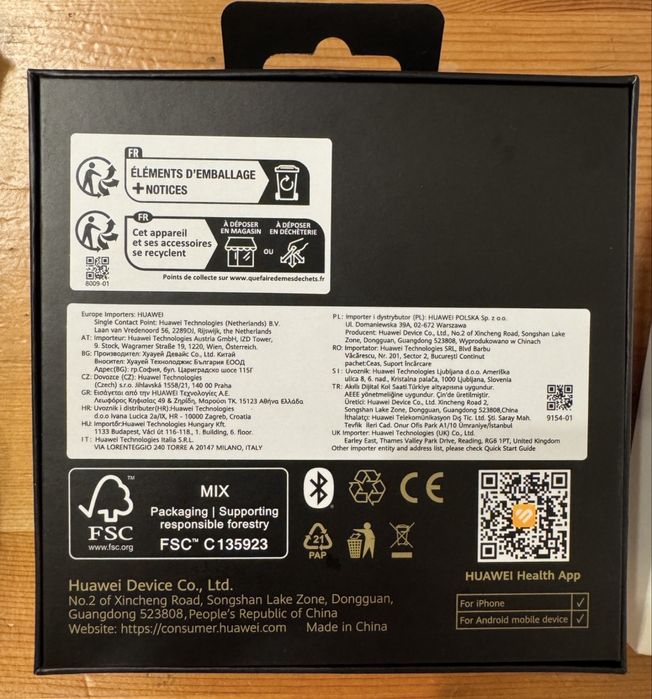 FR
ÉLÉMENTS D'EMBALLAGE
+ NOTICES
FR
Cet appareil
et ses accessoires
se recyclent
À DÉPOSER
EN MAGASIN
OU
À DÉPOSER
EN DÉCHÈTERIE
8009-01
Points de collecte sur www.quefairedemesdechets.fr
Europe Importers: HUAWEI
Single Contact Point: Huawei Technologies (Netherlands) B.V.
Laan van Vredenoord 56, 2289DJ, Rijswijk, the Netherlands
AT: Importeur: Huawei Technologies Austria GmbH, IZD Tower,
9. Stock, Wagramer Straße 19, 1220, Wien, Österreich.
BG: Производител: Хуауей Девайс Ко., Ltd. Китай
Вносител: Хуауей Технолоджис България ЕООД
Адрес(BG): гр.София, бул. Цариградско шосе 115Г
CZ: Dovozce (CZ): Huawei Technologies
(Czech) s.r.o. Jihlavská 1558/21, 140 00 Praha
GR: Εισάγεται από την HUAWEI Τεχνολογίες Α.Ε.
Λεωφόρος Κηφισίας, 49 & Ζηρίδη, Μαρούσι ΤΚ. 15123 Αθήνα Ελλάδος
HR: Uvoznik i distributer(HR):Huawei Technologies
d.o.o Ivana Lucica 2a/IX, HR - 10000 Zagreb, Croatia
HU: Importőr:Huawei Technologies Hungary Kft.
1133 Budapest, Váci út 116-118., 1. Building, 6. floor.
IT: Huawei Technologies Italia S.R.L.
VIA LORENTEGGIO 240 TORRE A 20147 MILANO, ITALY
PL: Importer i dystrybutor (PL): HUAWEI POLSKA Sp. z o.o.
Ul. Domaniewska 39A, 02-672 Warszawa
Producent: Huawei Device Co., Ltd., No.2 of Xincheng Road, Songshan Lake
Zone, Dongguan, Guangdong, 523808, Wyprodukowano w Chinach
RO: Importator: Huawei Technologies SRL, Blvd Barbu
Văcărescu, Nr. 201, Sector 2, București Continut
pachet:Ceas, Suport încărcare
SI: Uvoznik: Huawei Technologies Ljubljana d.o.o. Ameriška
ulica 8, 6. nad., Kristalna palača, 1000 Ljubljana, Slovenia
TR: Akıllı Dijital Kol Saati.Türkiye altyapısına uygundur.
AEEE yönetmeliğine uygundur. Çin'de üretilmiştir.
Üretici: Huawei Device Co., Ltd. Xincheng Road 2,
Songshan Lake Zone, Dongguan, Guangdong 523808,China
İthalatçı: Huawei Telekomünikasyon Dış Tic. Ltd. Şti. Saray Mah.
Tevfik İleri Cad. Onur Ofis Park A1/10 Ümraniye/İstanbul
9154-01
UK Importer: Huawei Technologies (UK) Co., Ltd.
Earley East, Thames Valley Park Drive, Reading, RG6 1PT, United Kingdom
Other importer entity and address list, please check Quick Start Guide
FSC
www.fsc.org
MIX
Packaging | Supporting
responsible forestry
FSC™ C135923
TM
CE
21
PAP
HUAWEI Health App
For iPhone ✓
For Android mobile device ✓
Huawei Device Co., Ltd.
No.2 of Xincheng Road, Songshan Lake Zone, Dongguan,
Guangdong 523808,People's Republic of China
Website: https://consumer.huawei.com Made in China